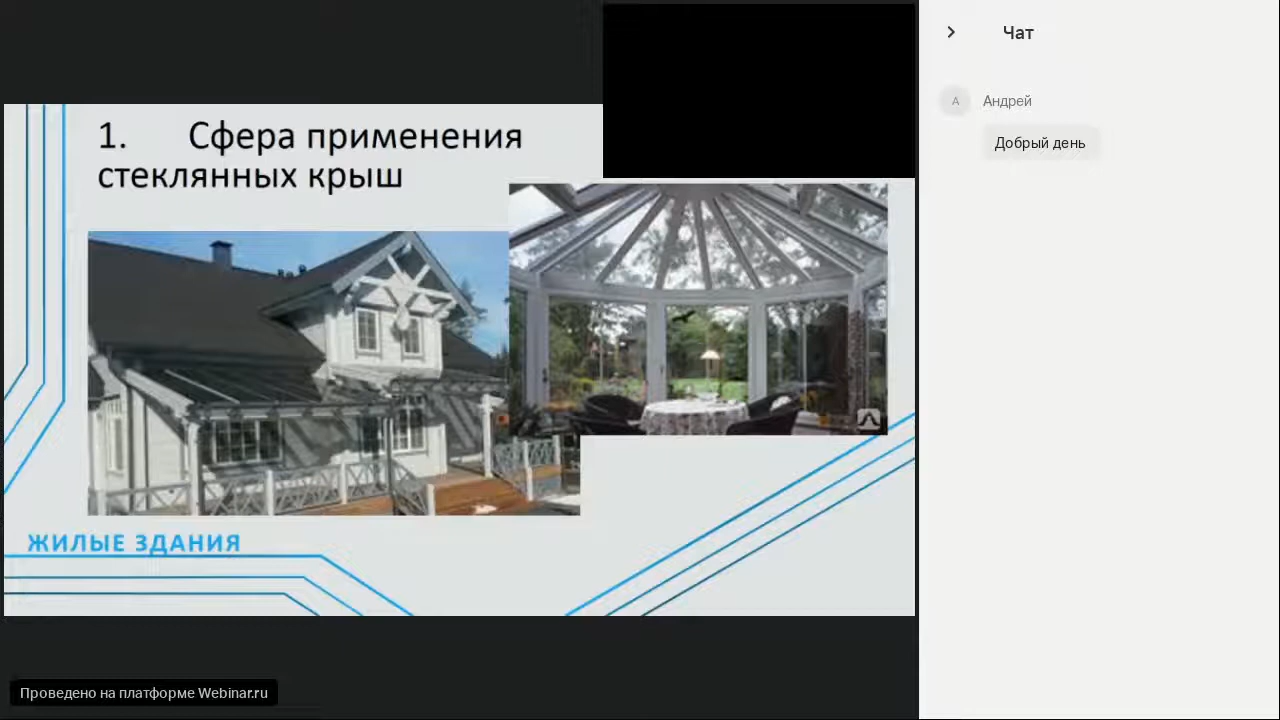 1. Сфера применения
стеклянных крыш
ЖИЛЫЕ ЗДАНИЯ
Проведено на платформе Webinar.ru
Чат
А
Андрей
Добрый день